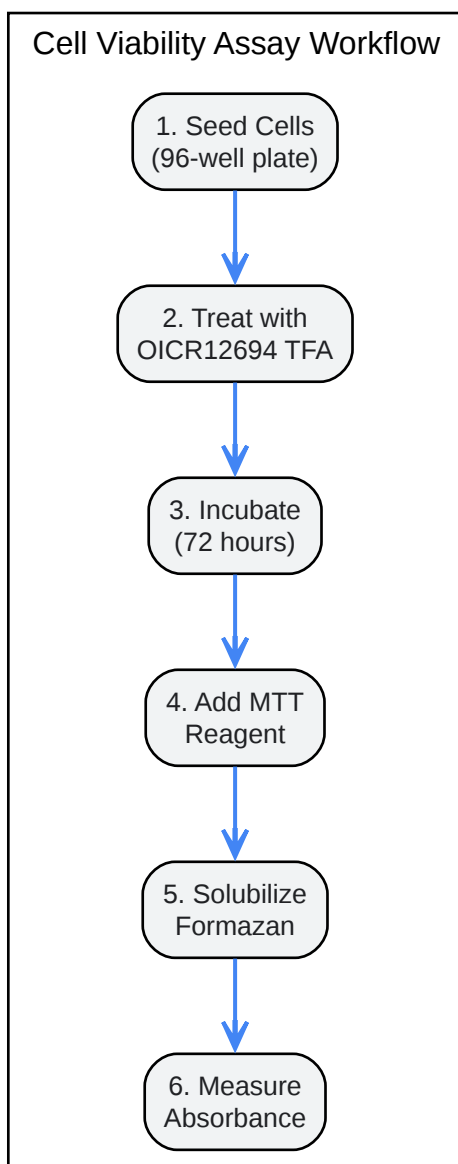 Cell Viability Assay Workflow
1. Seed Cells
(96-well plate)
2. Treat with
OICR12694 TFA
3. Incubate
(72 hours)
4. Add MTT
Reagent
5. Solubilize
Formazan
6. Measure
Absorbance